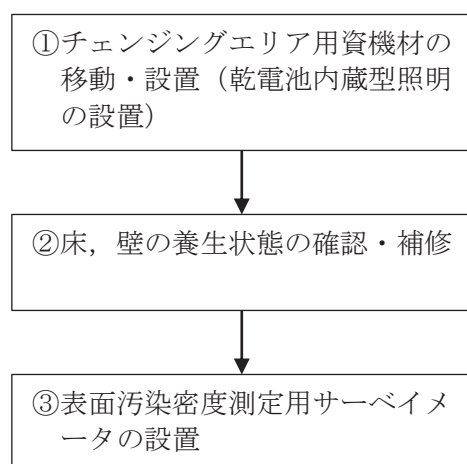 ①チェンジングエリア用資機材の
移動・設置（乾電池内蔵型照明
の設置）
②床，壁の養生状態の確認・補修
③表面汚染密度測定用サーベイメ
ータの設置